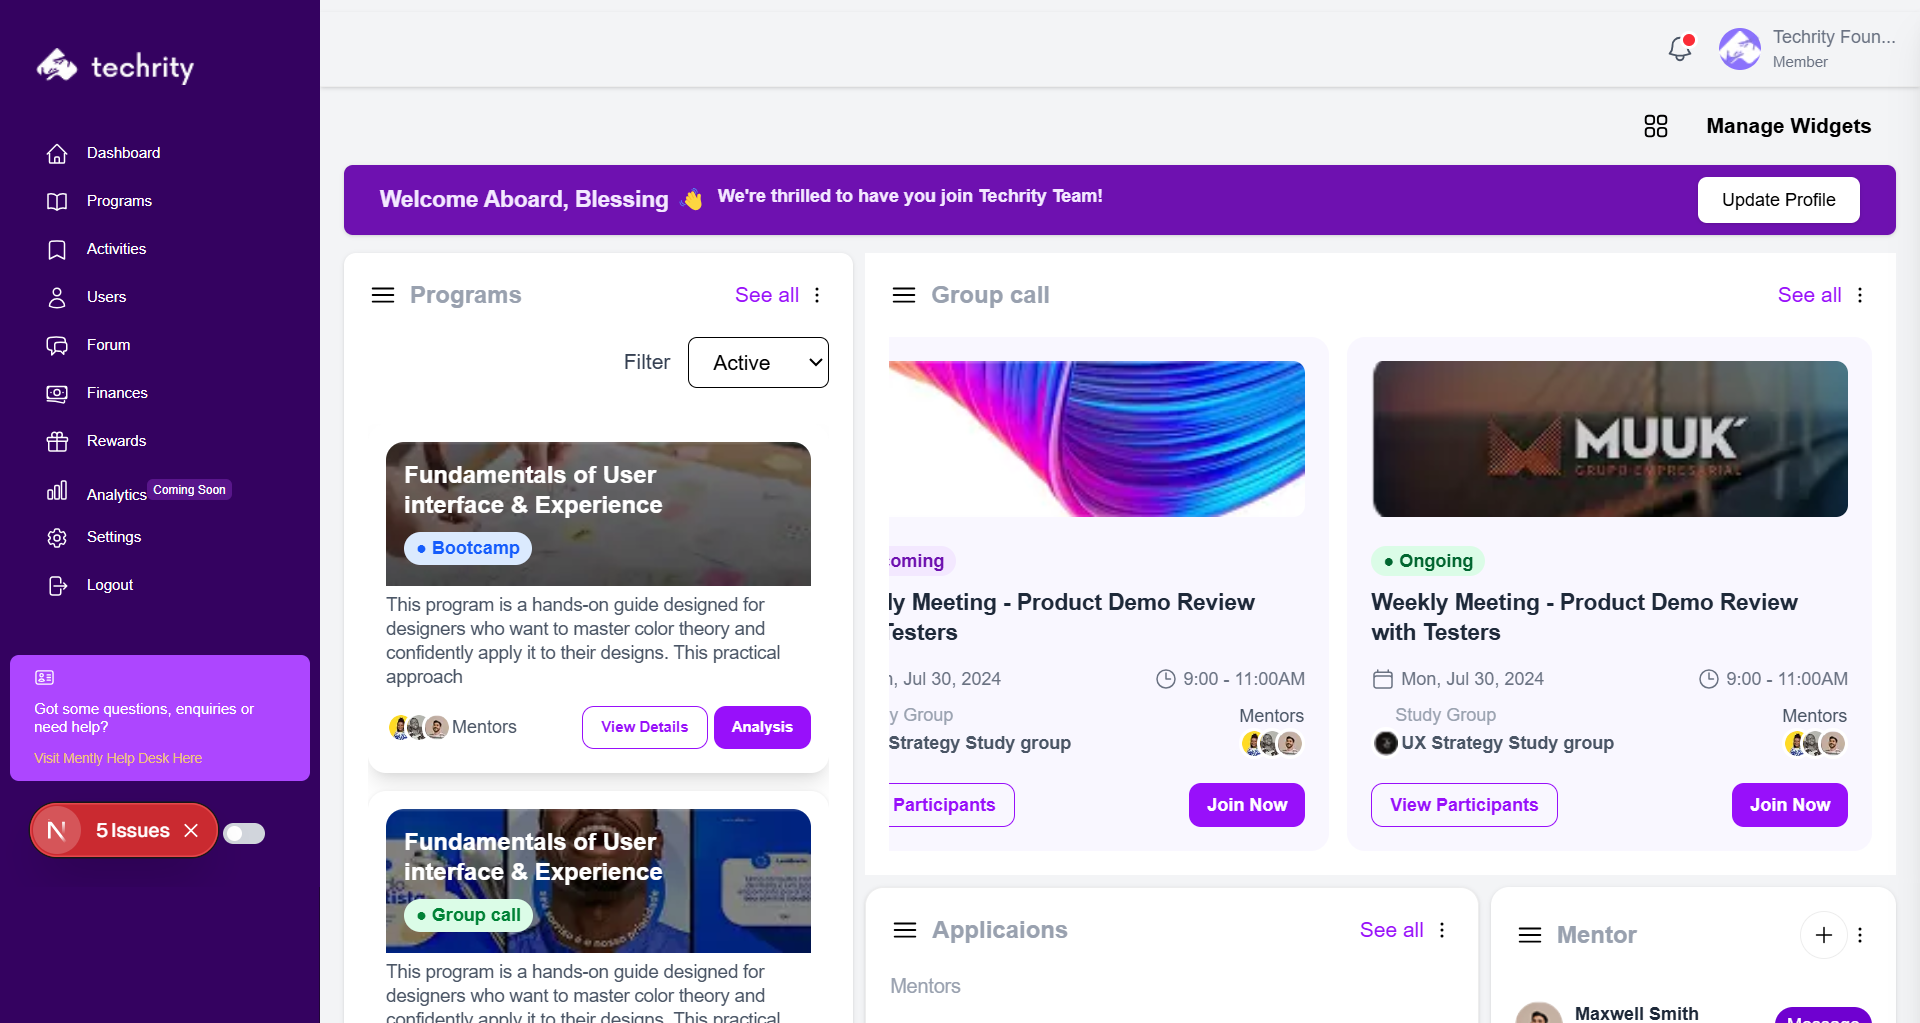 techrity
Techrity Foun...
Member
Manage Widgets
Dashboard
Programs
Activities
Users
Forum
Finances
Rewards
Analytics Coming Soon
Settings
Logout
Got some questions, enquiries or
need help?
Visit Mently Help Desk Here
N 5 Issues
Welcome Aboard, Blessing 👋 We're thrilled to have you join Techrity Team!
Update Profile
Programs
See all
Filter
Active
Fundamentals of User
interface & Experience
Bootcamp
This program is a hands-on guide designed for
designers who want to master color theory and
confidently apply it to their designs. This practical
approach
Mentors
View Details
Analysis
Fundamentals of User
interface & Experience
Group call
This program is a hands-on guide designed for
designers who want to master color theory and
confidently apply it to their designs. This practical
Group call
See all
oming
ly Meeting - Product Demo Review
Testers
, Jul 30, 2024
9:00 - 11:00AM
y Group
Mentors
Strategy Study group
Participants
Join Now
MUUK'
GRUPO EMPRESARIAL
Ongoing
Weekly Meeting - Product Demo Review
with Testers
Mon, Jul 30, 2024
9:00 - 11:00AM
Study Group
Mentors
UX Strategy Study group
View Participants
Join Now
Applicaions
See all
Mentors
Mentor
Maxwell Smith
Message